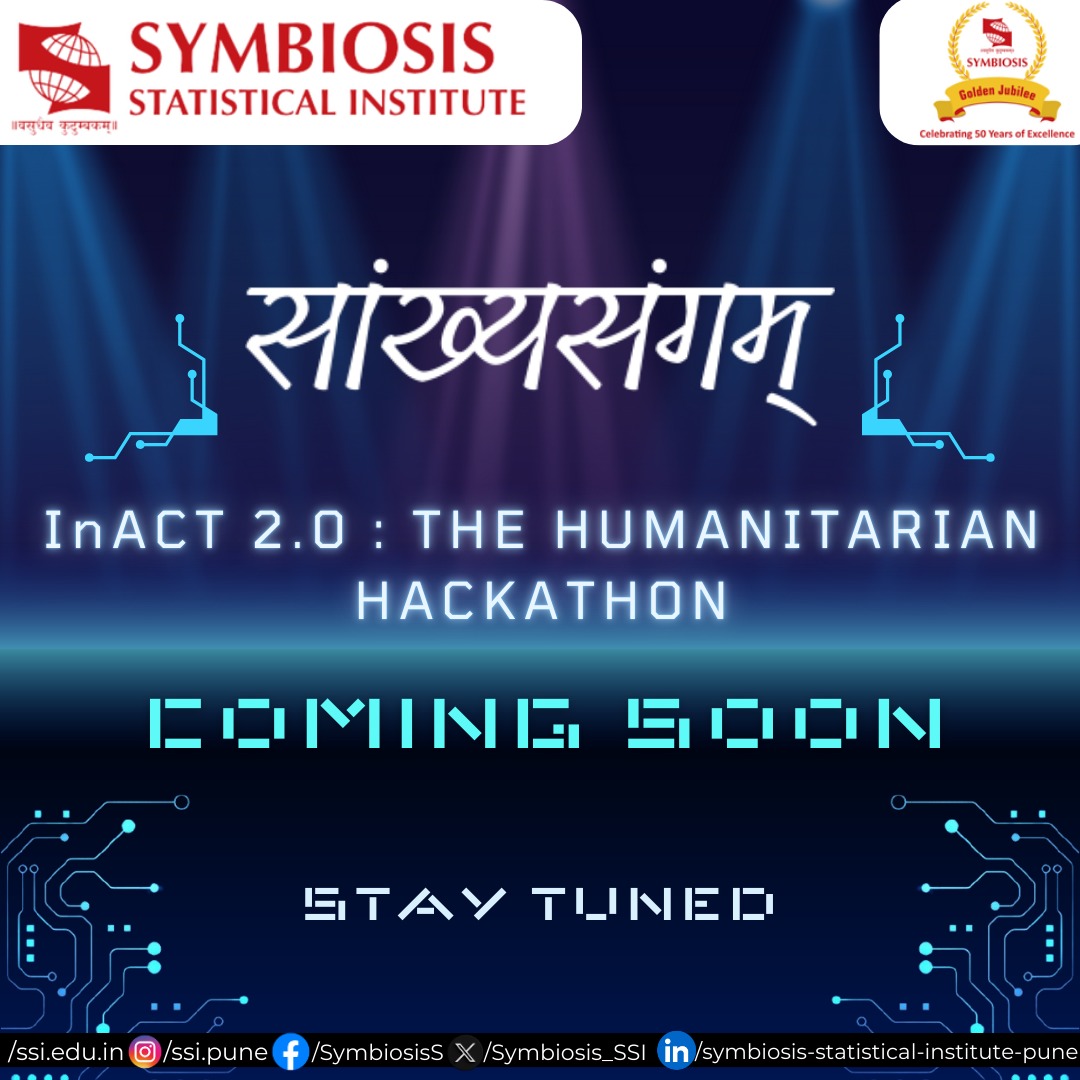 SYMBIOSIS
STATISTICAL INSTITUTE
॥वसुधैव कुटुम्बकम्॥
SYMBIOSIS
Golden Jubilee
Celebrating 50 Years of Excellence
सांख्यसंगम्
InACT 2.0 : THE HUMANITARIAN
HACKATHON
COMING SOON
STAY TUNED
/ssi.edu.in /ssi.pune /SymbiosisS /Symbiosis_SSI /symbiosis-statistical-institute-pune